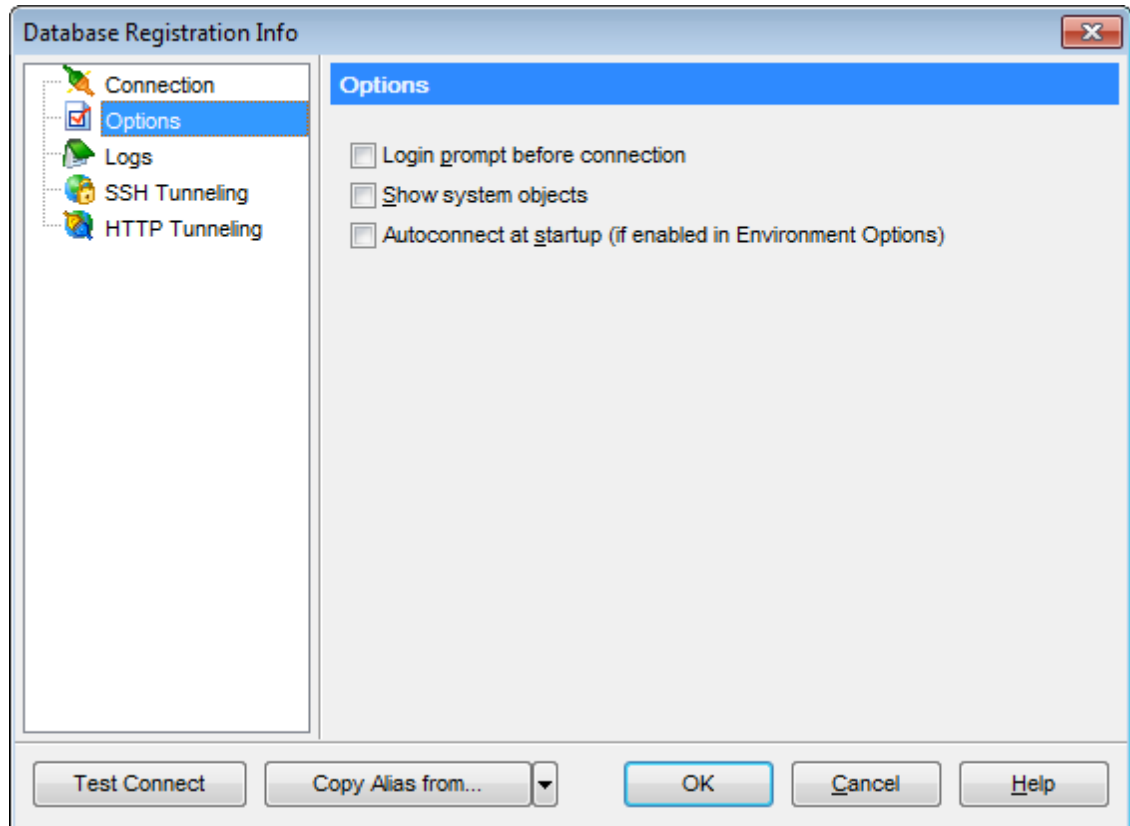 Database Registration Info
Connection
Options
Logs
SSH Tunneling
HTTP Tunneling
Options
Login prompt before connection
Show system objects
Autoconnect at startup (if enabled in Environment Options)
Test Connect
Copy Alias from...
OK
Cancel
Help